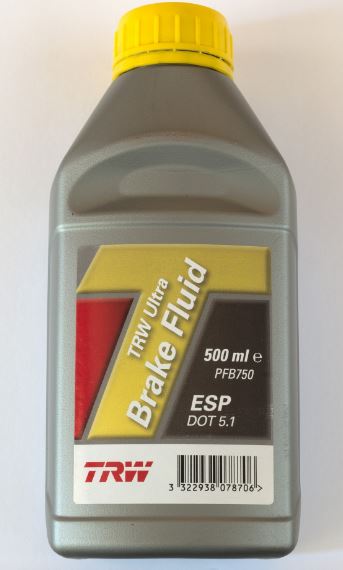 TRW Ultra
Brake Fluid
500 ml e
PFB750
ESP
DOT 5.1
TRW
3 322938 078706 >